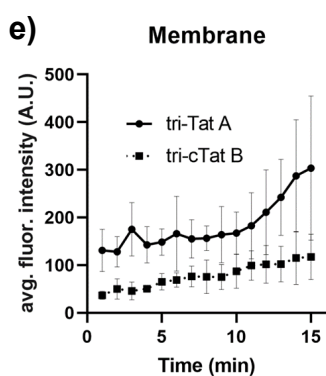 e)
Membrane
avg. fluor. intensity (A.U.)
500
400
300
200
100
0
tri-Tat A
tri-cTat B
0
5
10
15
Time (min)